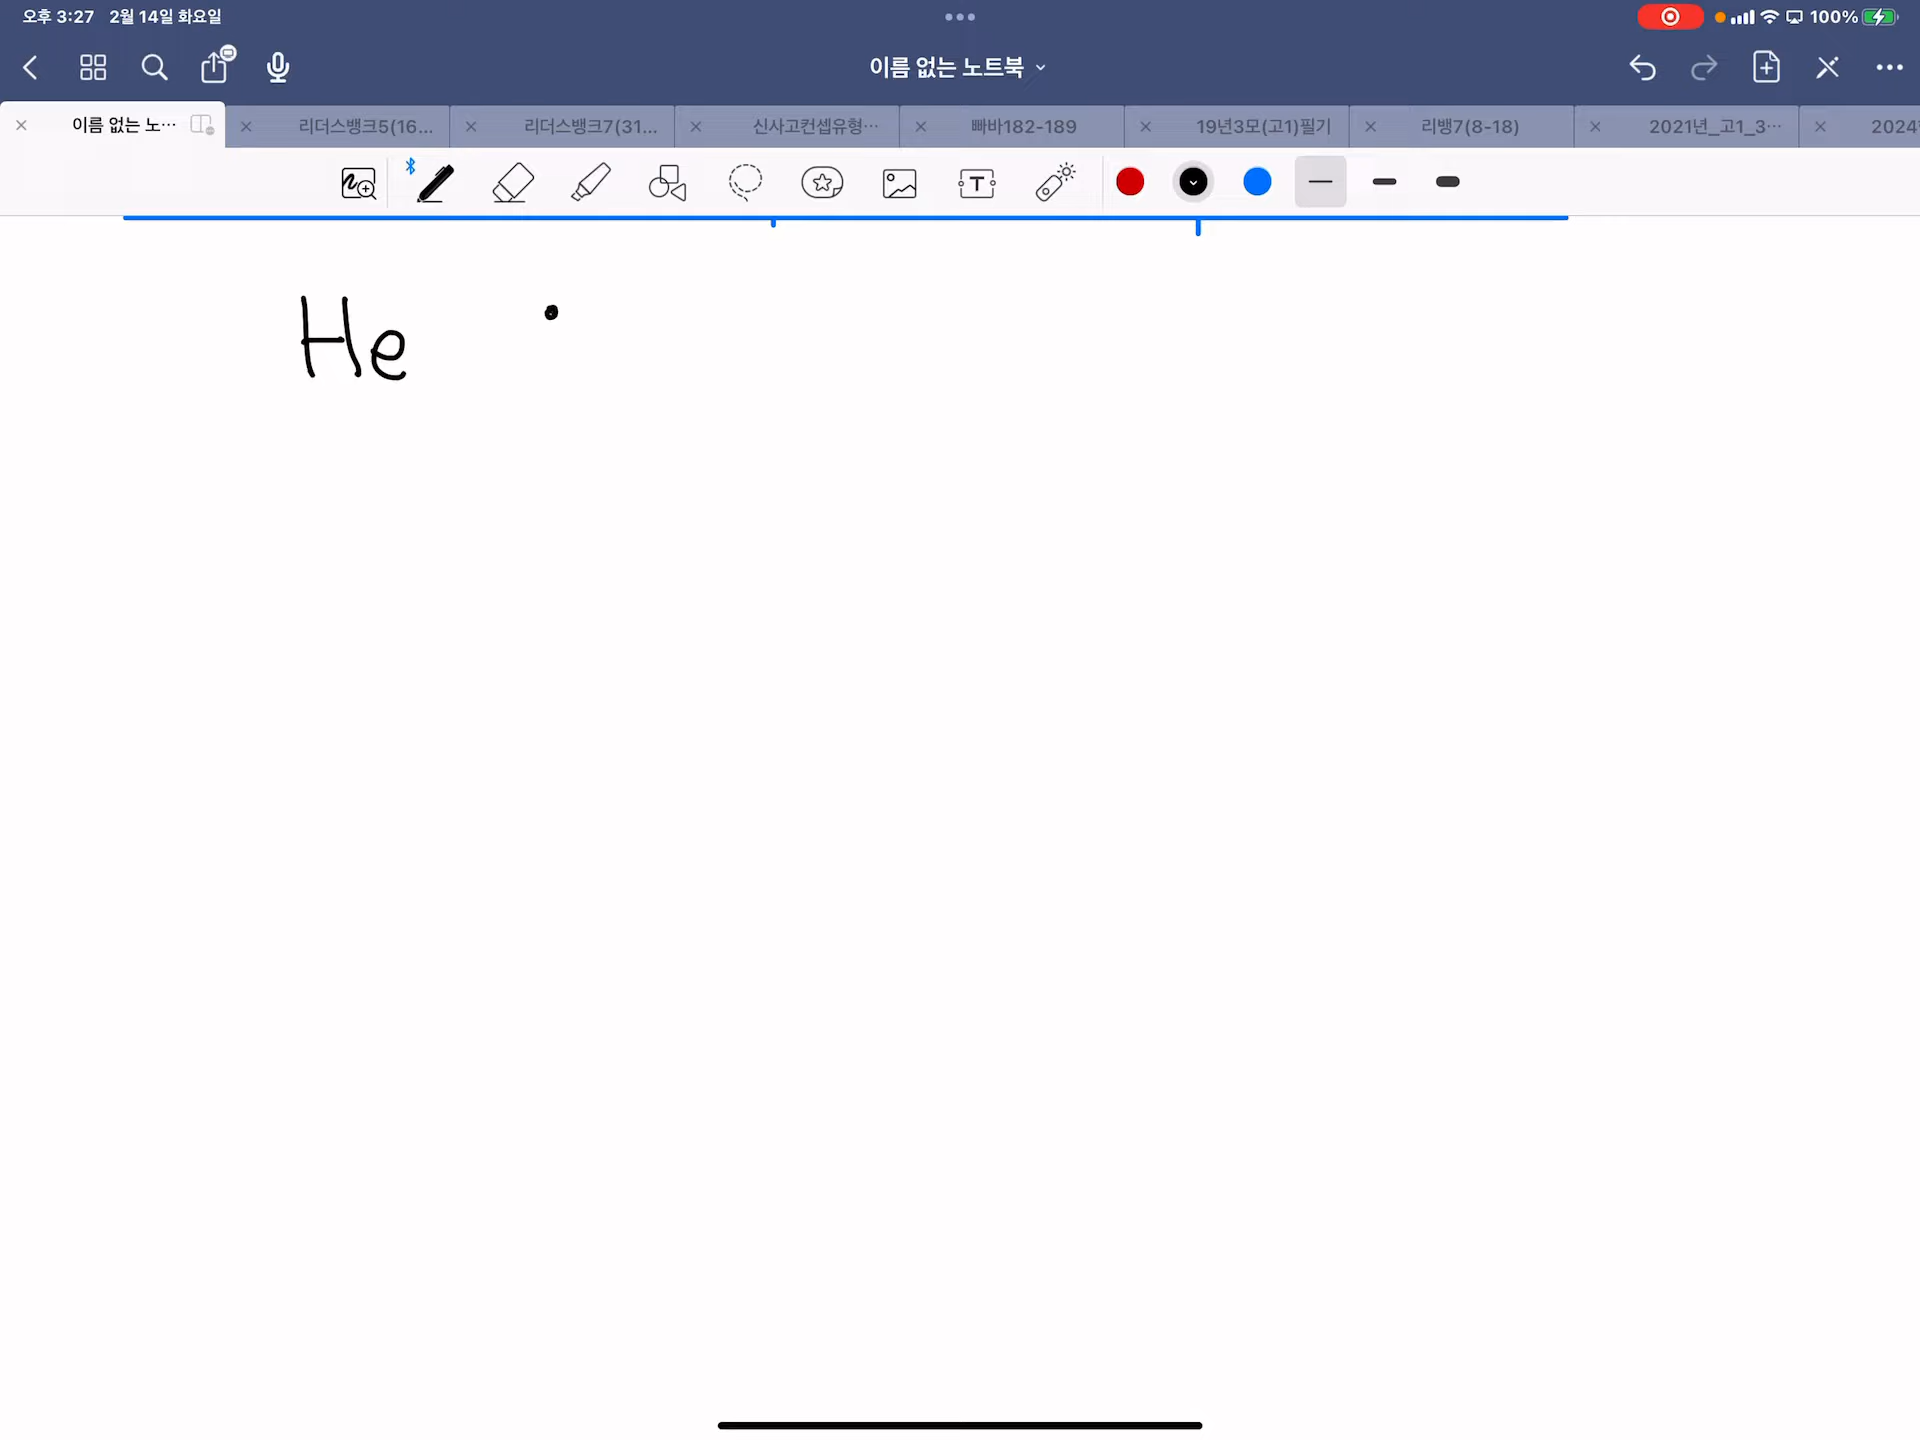 오후 3:27 2월 14일 화요일 100%
이름 없는 노트북
이름 없는 노… 리더스뱅크5(16... 리더스뱅크7(31... 신사고컨셉유형… 빠바182-189 19년3모(고1)필기 리뱅7(8-18) 2021년_고1_3… 2024
T
He